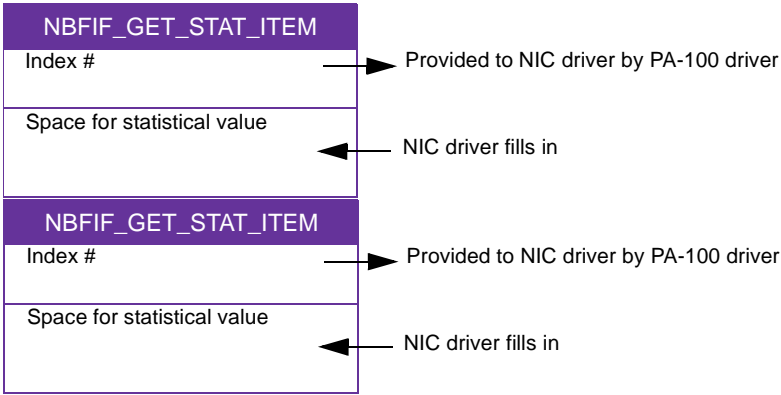 NBFIF_GET_STAT_ITEM
Index #
Provided to NIC driver by PA-100 driver
Space for statistical value
NIC driver fills in
NBFIF_GET_STAT_ITEM
Index #
Provided to NIC driver by PA-100 driver
Space for statistical value
NIC driver fills in